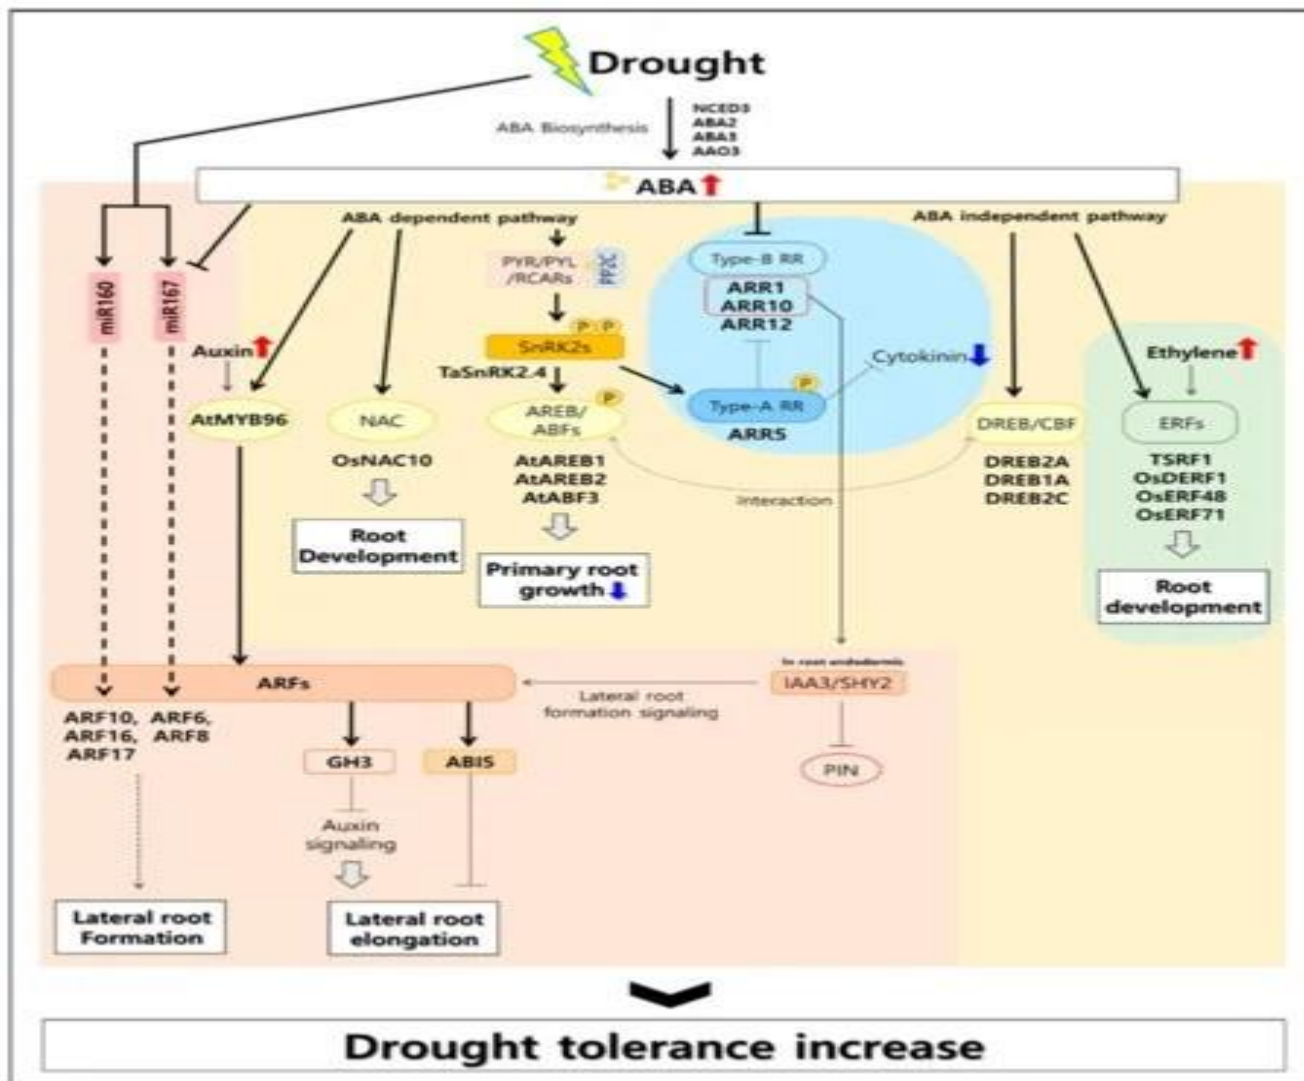 Drought
ABA Biosynthesis
NCED3
ABA2
ABA3
AAO3
ABA
ABA dependent pathway
ABA independent pathway
miR160
miR167
PYR/PYL
/RCARs
PP2C
Type-B RR
ARR1
ARR10
ARR12
P P
SnRK2s
TaSnRK2.4
Auxin
Cytokinin
Ethylene
AtMYB96
NAC
P
AREB/
ABFs
P
Type-A RR
ARR5
DREB/CBF
ERFs
OsNAC10
AtAREB1
AtAREB2
AtABF3
Interaction
DREB2A
DREB1A
DREB2C
TSRF1
OsDERF1
OsERF48
OsERF71
Root
Development
Primary root
growth
Root
development
ARFs
In root endodermis
IAA3/SHY2
Lateral root
formation signaling
ARF10,
ARF16,
ARF17
ARF6,
ARF8
GH3
ABI5
PIN
Auxin
signaling
Lateral root
Formation
Lateral root
elongation
Drought tolerance increase